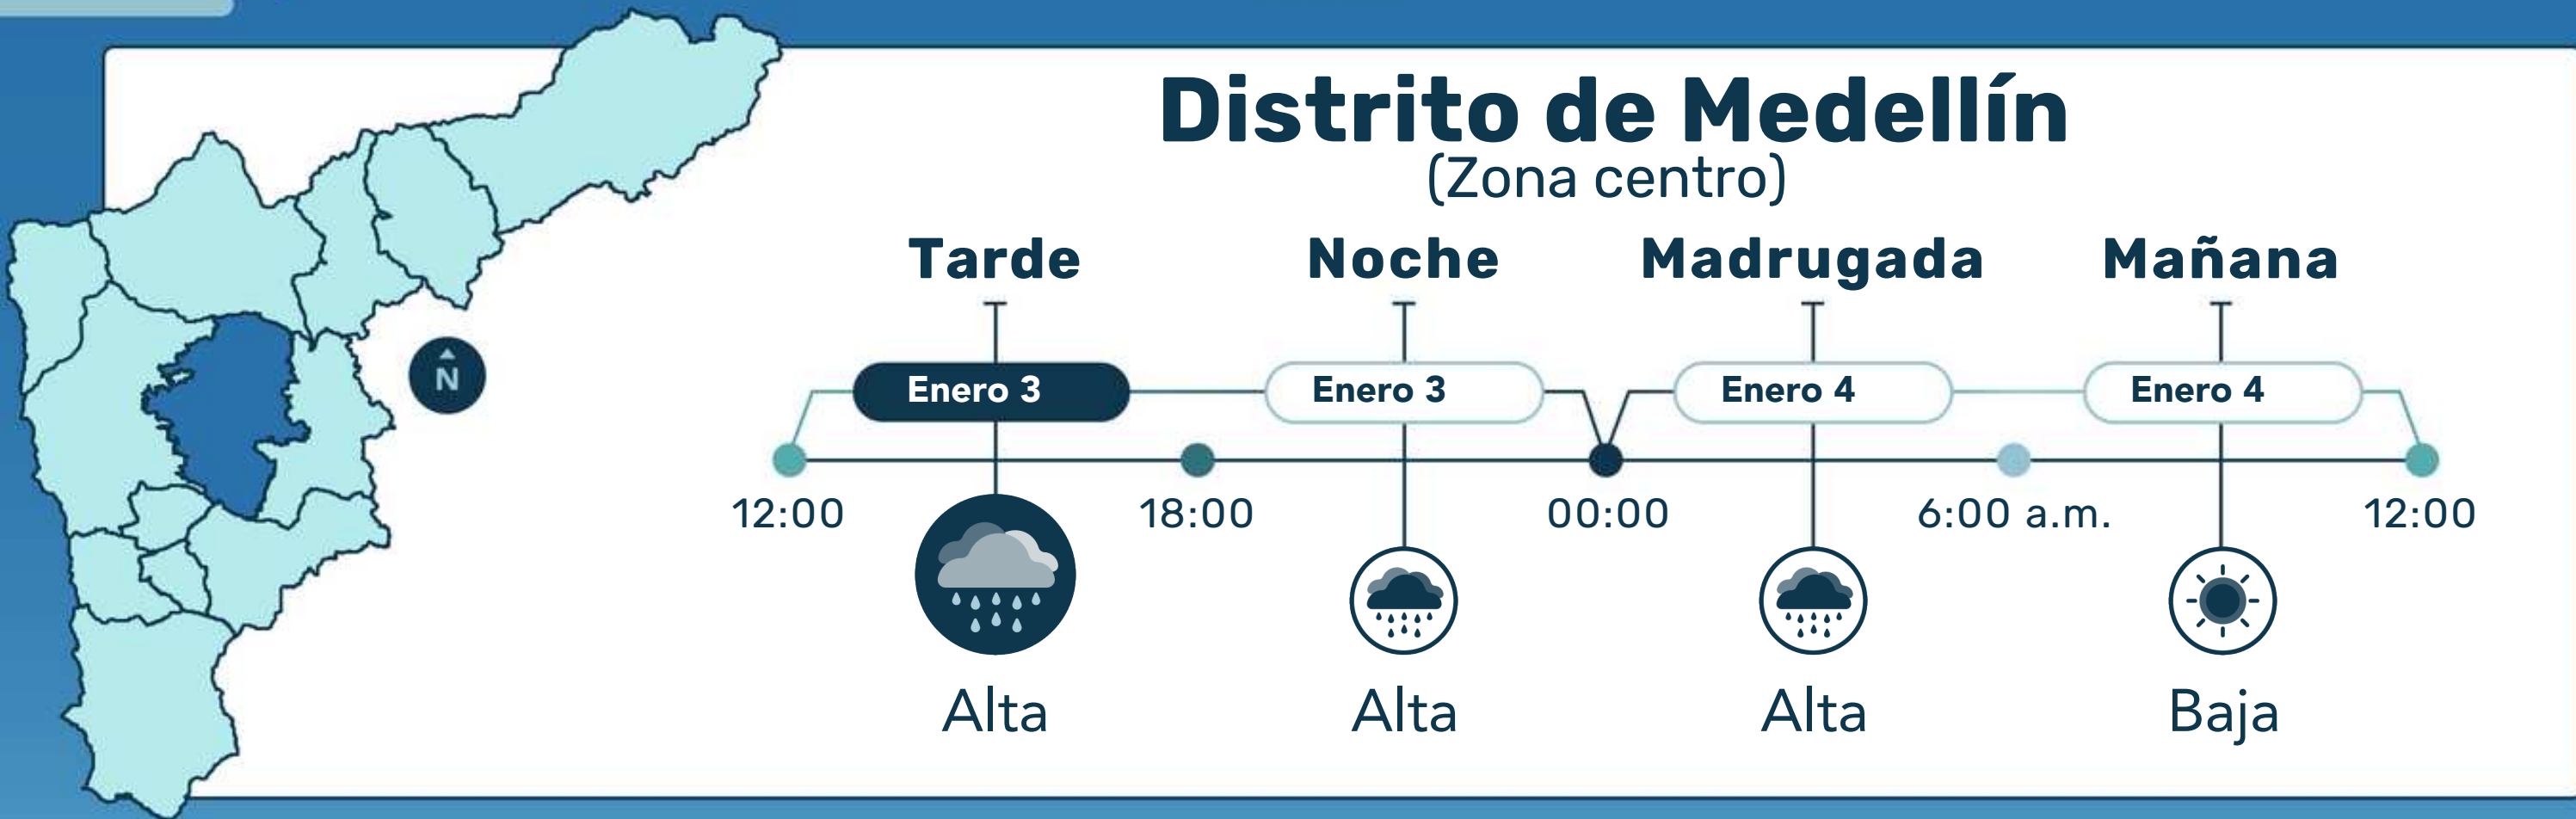 Distrito de Medellín
(Zona centro)
Tarde Noche Madrugada Mañana
N
Enero 3 Enero 3 Enero 4 Enero 4
12:00 18:00 00:00 6:00 a.m. 12:00
Alta Alta Alta Baja